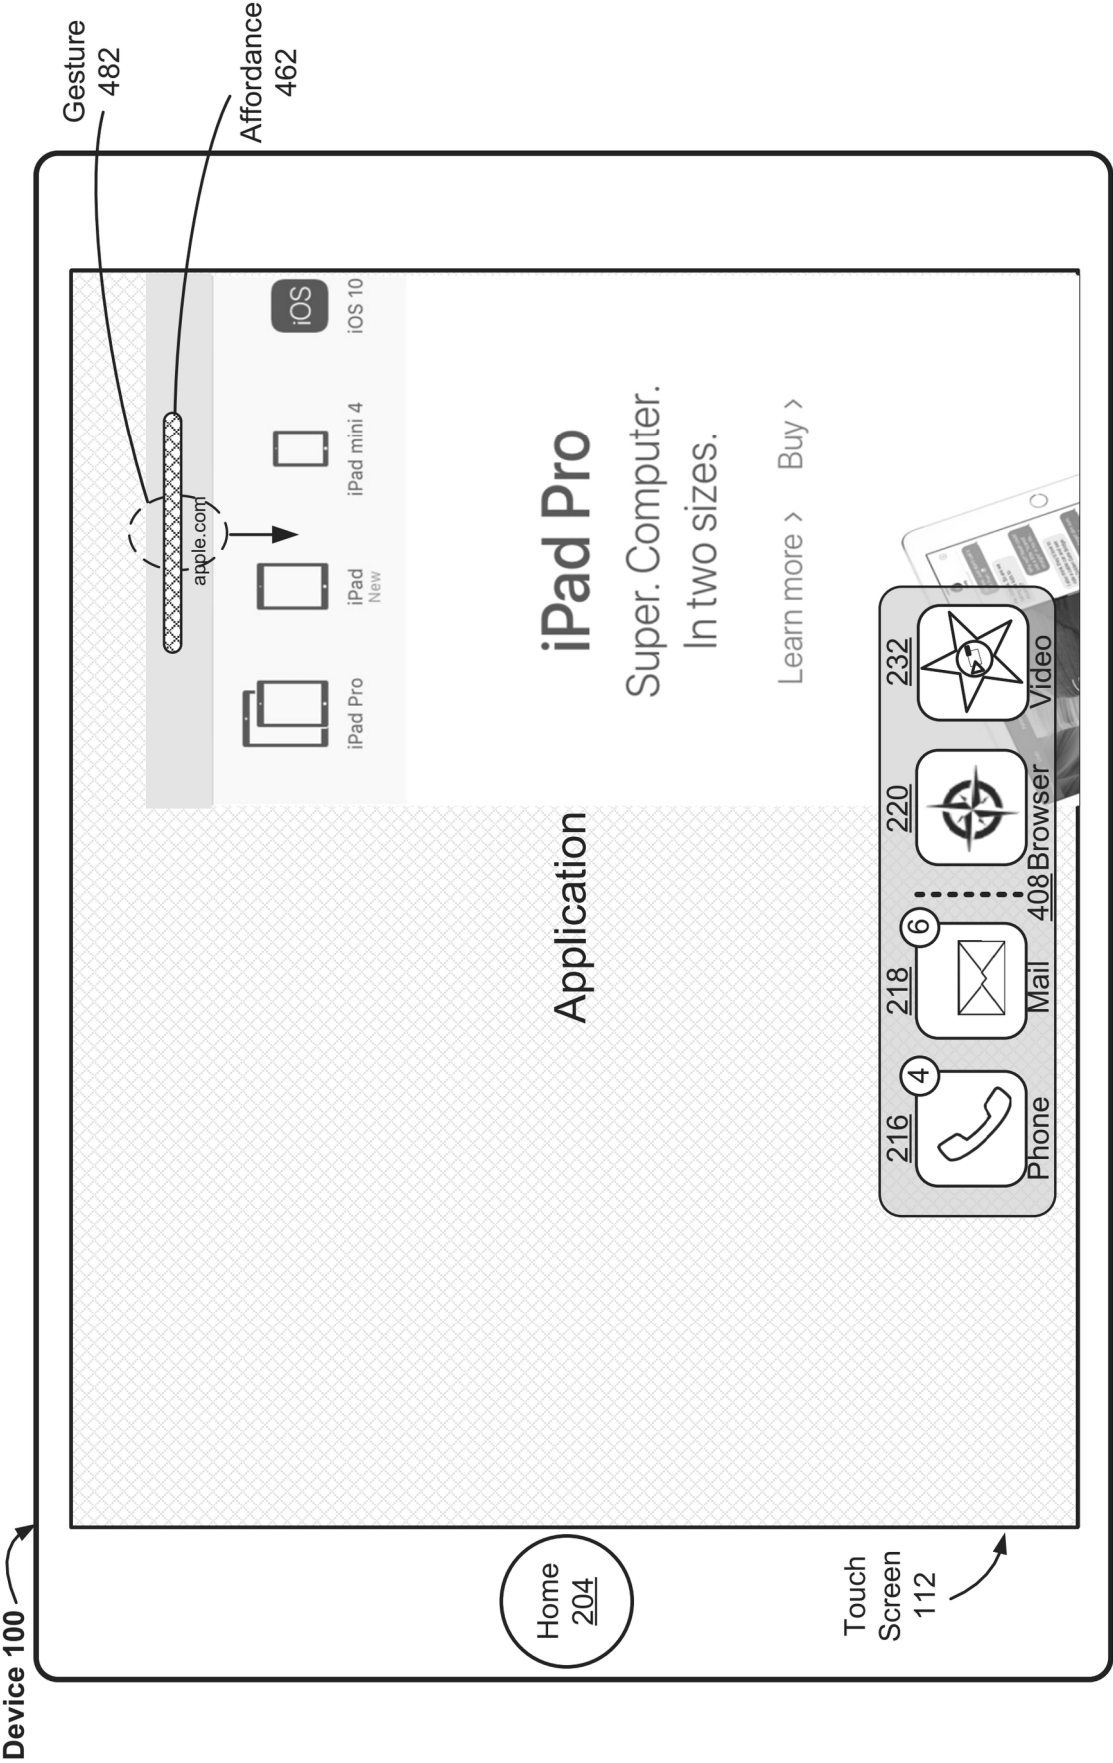 Device 100
Gesture
482
Affordance
462
apple.com
iPad Pro
iPad
New
iPad mini 4
iOS
iOS 10
iPad Pro
Super. Computer.
In two sizes.
Learn more >
Buy >
Application
216
4
Phone
218
6
Mail
408
220
Browser
232
Video
Home
204
Touch
Screen
112